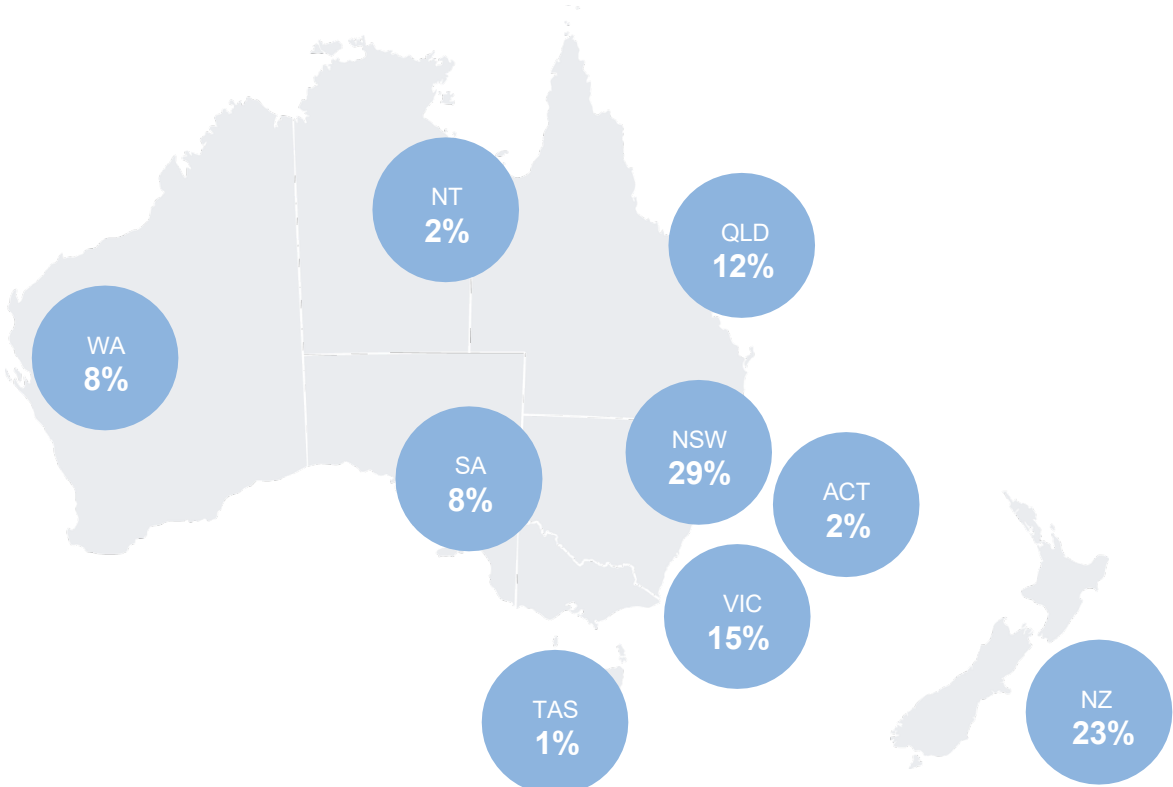 NT
2%
QLD
12%
WA
8%
NSW
29%
SA
8%
ACT
2%
VIC
15%
TAS
1%
NZ
23%